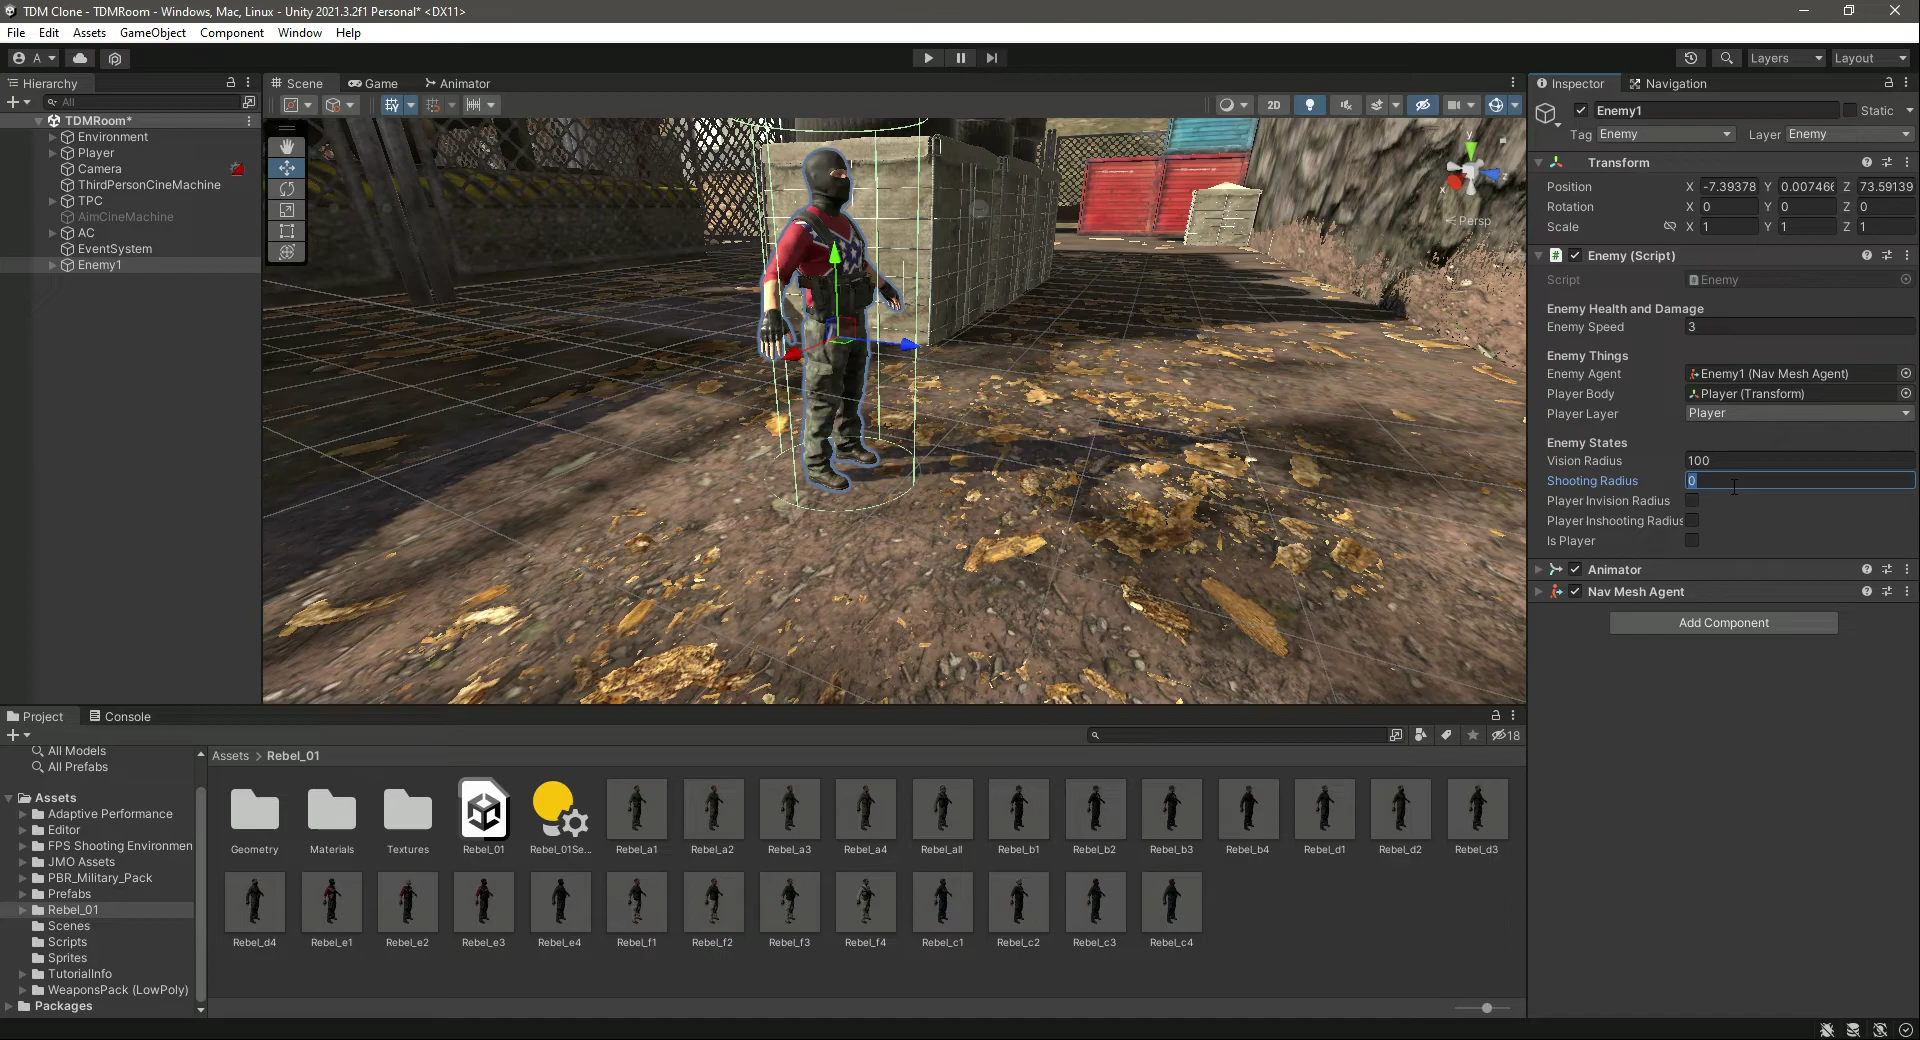 TDM Clone - TDMRoom - Windows, Mac, Linux - Unity 2021.3.2f1 Personal* <DX11>
File Edit Assets GameObject Component Window Help
A Layers Layout
Hierarchy
All
TDMRoom*
Environment
Player
Camera
ThirdPersonCineMachine
TPC
AimCineMachine
AC
EventSystem
Enemy1
Scene Game Animator
2D
y
x
z
Persp
Inspector Navigation
Enemy1 Static
Tag Enemy Layer Enemy
Transform
Position X -7.39378 Y 0.007466 Z 73.59139
Rotation X 0 Y 0 Z 0
Scale X 1 Y 1 Z 1
Enemy (Script)
Script Enemy
Enemy Health and Damage
Enemy Speed 3
Enemy Things
Enemy Agent Enemy1 (Nav Mesh Agent)
Player Body Player (Transform)
Player Layer Player
Enemy States
Vision Radius 100
Shooting Radius 0
Player Invision Radius
Player Inshooting Radius
Is Player
Animator
Nav Mesh Agent
Add Component
Project Console
18
All Models
All Prefabs
Assets
Adaptive Performance
Editor
FPS Shooting Environmen
JMO Assets
PBR_Military_Pack
Prefabs
Rebel_01
Scenes
Scripts
Sprites
TutorialInfo
WeaponsPack (LowPoly)
Packages
Assets > Rebel_01
Geometry Materials Textures Rebel_01 Rebel_01Se... Rebel_a1 Rebel_a2 Rebel_a3 Rebel_a4 Rebel_all Rebel_b1 Rebel_b2 Rebel_b3 Rebel_b4 Rebel_d1 Rebel_d2 Rebel_d3
Rebel_d4 Rebel_e1 Rebel_e2 Rebel_e3 Rebel_e4 Rebel_f1 Rebel_f2 Rebel_f3 Rebel_f4 Rebel_c1 Rebel_c2 Rebel_c3 Rebel_c4